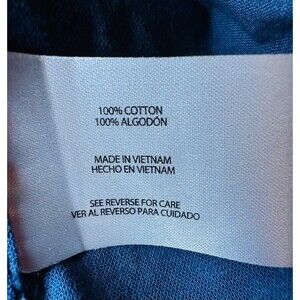 100% COTTON
100% ALGODÓN
MADE IN VIETNAM
HECHO EN VIETNAM
SEE REVERSE FOR CARE
VER AL REVERSO PARA CUIDADO